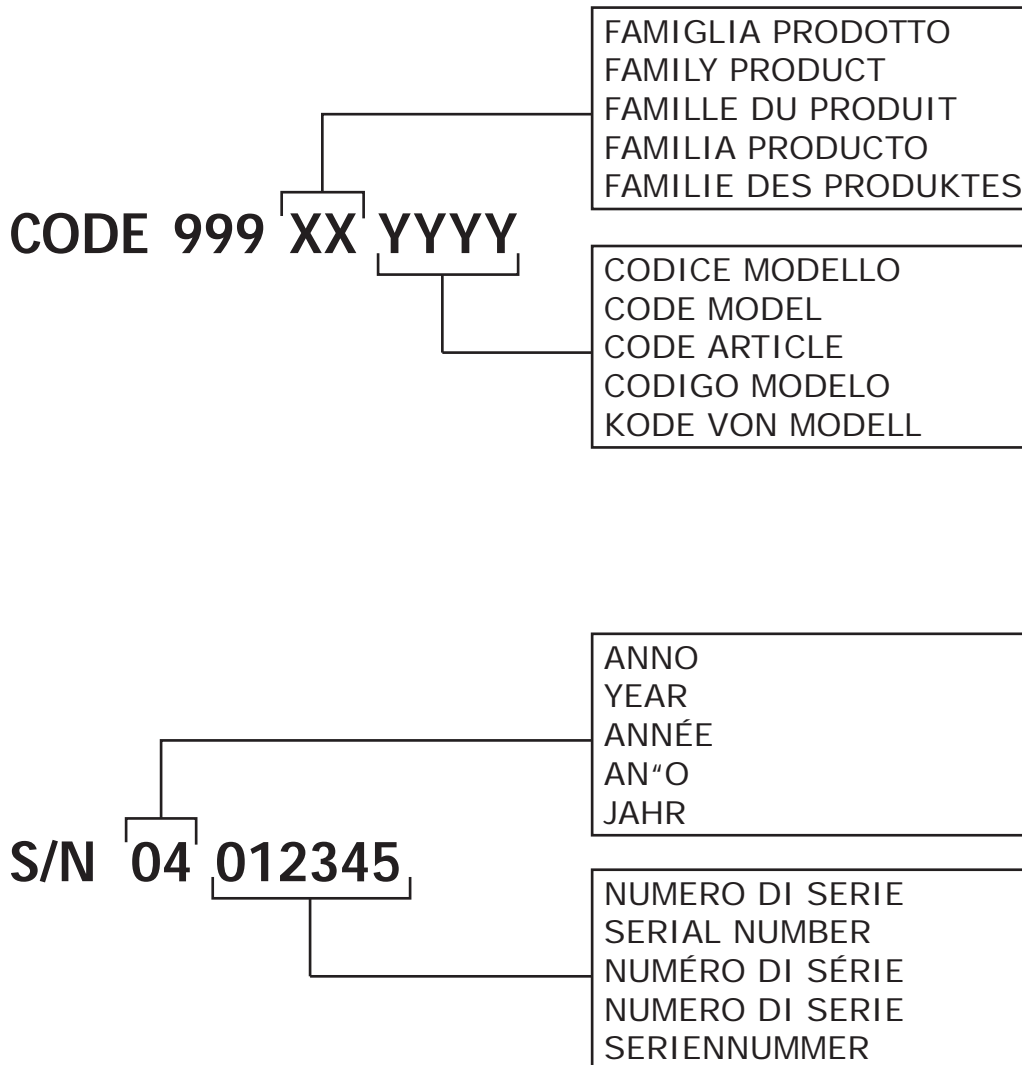 FAMIGLIA PRODOTTO
FAMILY PRODUCT
FAMILLE DU PRODUIT
FAMILIA PRODUCTO
FAMILIE DES PRODUKTES
CODE 999 XX YYYY
CODICE MODELLO
CODE MODEL
CODE ARTICLE
CODIGO MODELO
KODE VON MODELL
ANNO
YEAR
ANNÉE
AN“O
JAHR
S/N 04 012345
NUMERO DI SERIE
SERIAL NUMBER
NUMÉRO DI SÉRIE
NUMERO DI SERIE
SERIENNUMMER